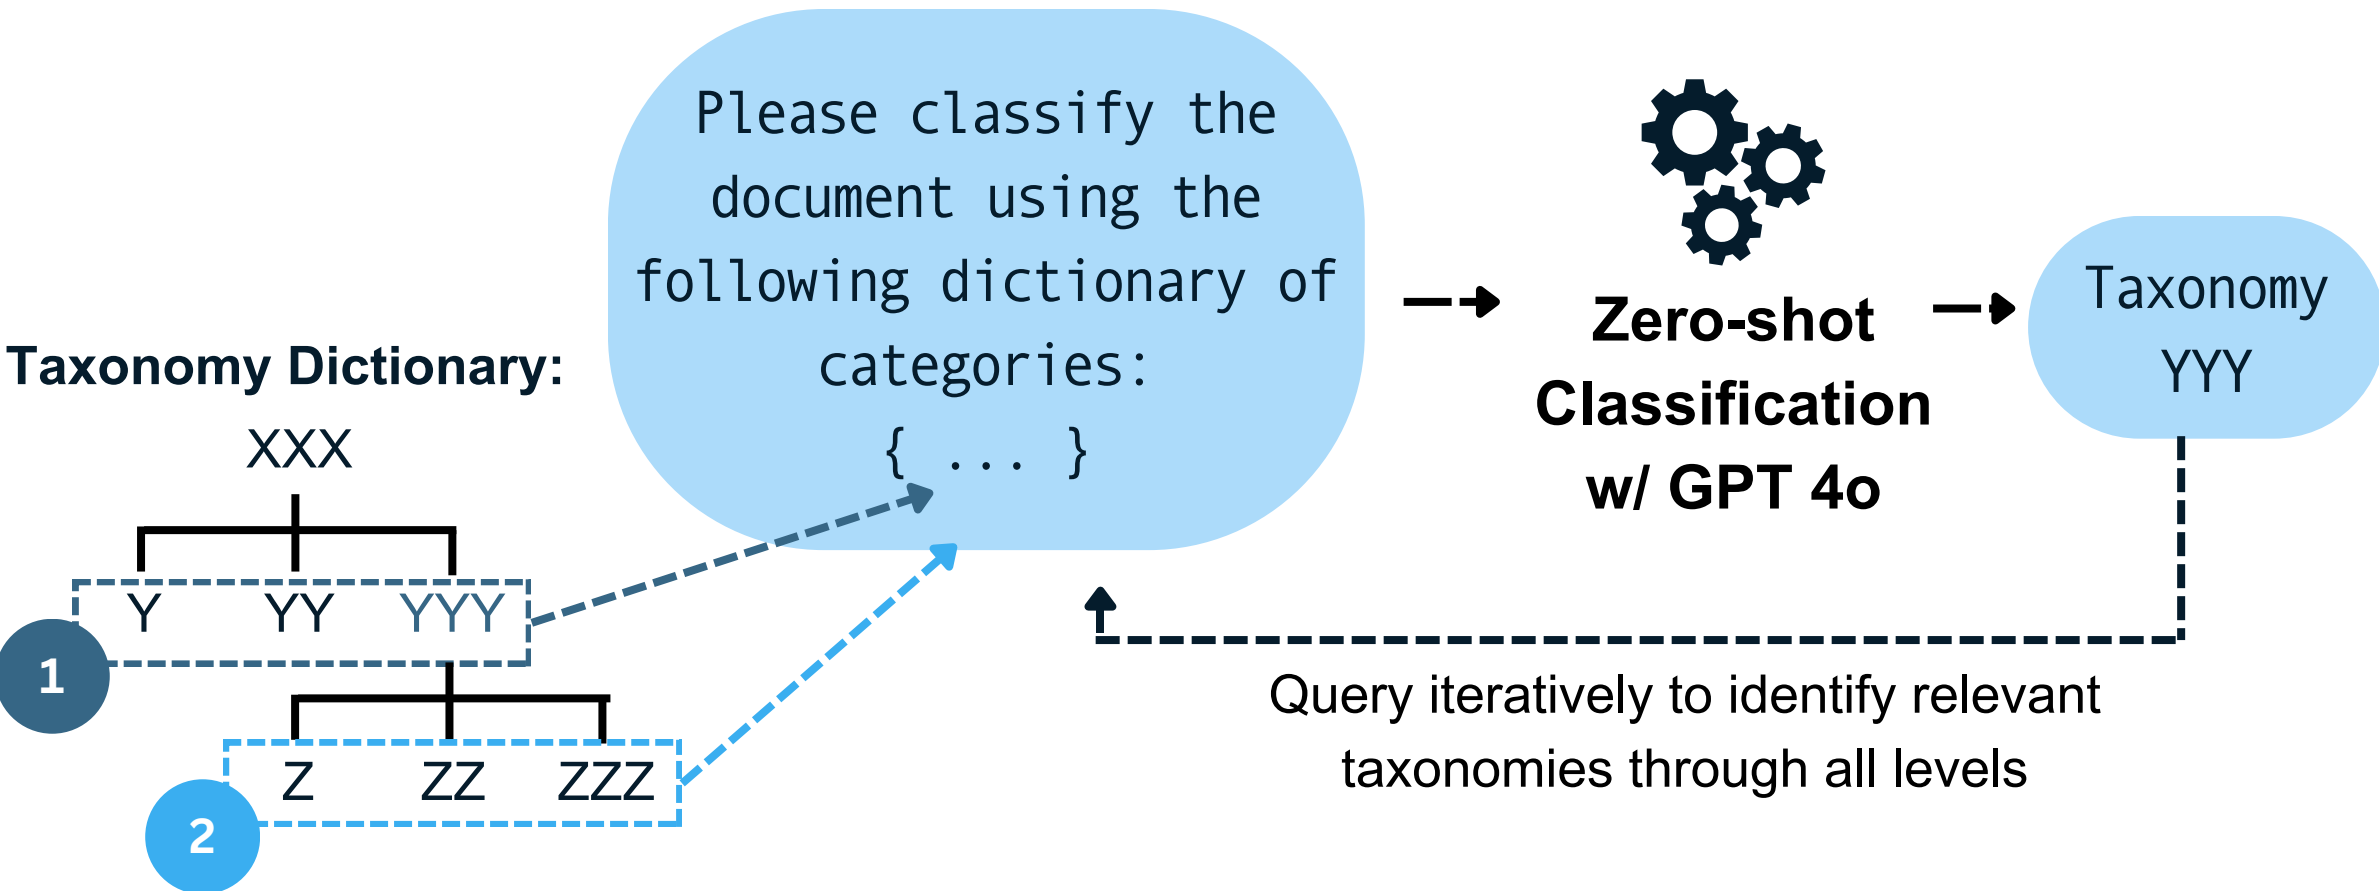 Taxonomy Dictionary:
XXX
Y YY YYY
1
Z ZZ ZZZ
2
Please classify the
document using the
following dictionary of
categories:
{ ... }
Zero-shot
Classification
w/ GPT 4o
Taxonomy
YYY
Query iteratively to identify relevant
taxonomies through all levels